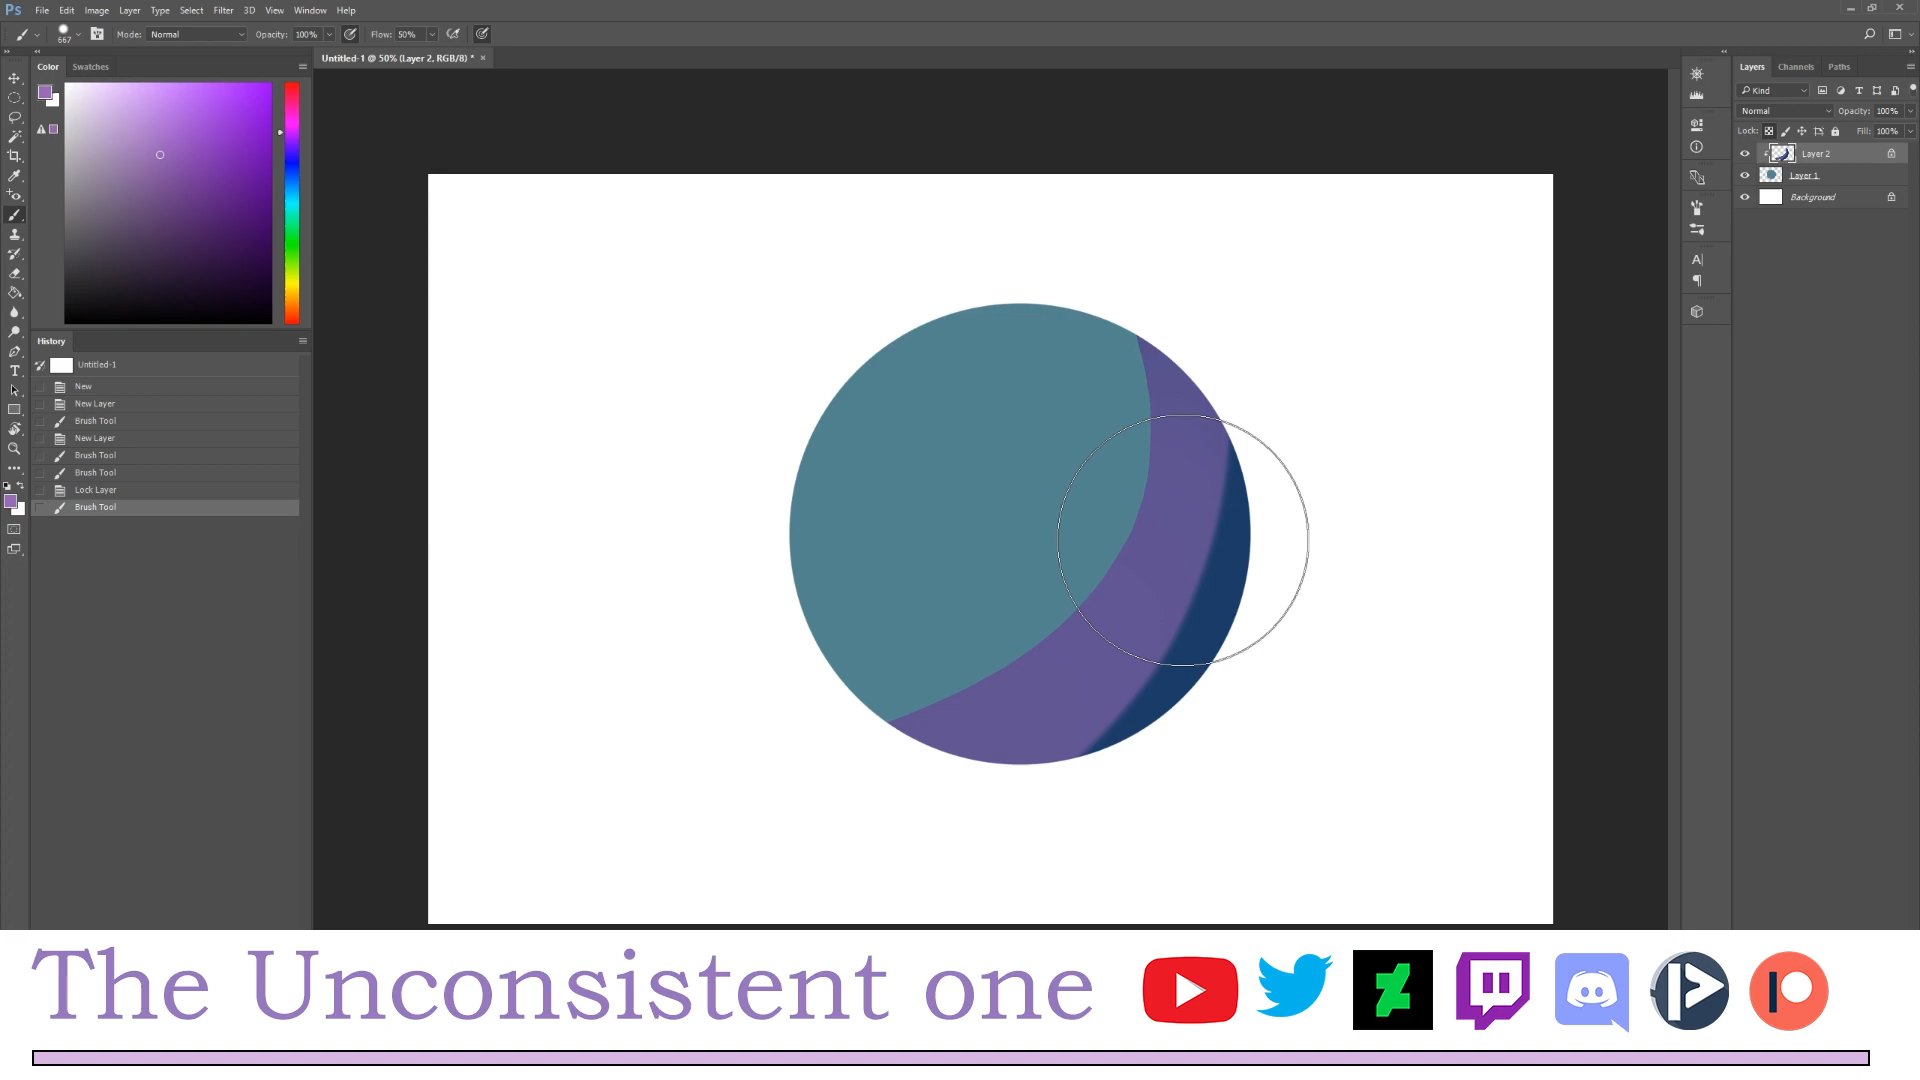 Ps File Edit Image Layer Type Select Filter 3D View Window Help
667 Mode: Normal Opacity: 100% Flow: 50%
Untitled-1 @ 50% (Layer 2, RGB/8) * ×
Color Swatches
History
Untitled-1
New
New Layer
Brush Tool
New Layer
Brush Tool
Brush Tool
Lock Layer
Brush Tool
Layers Channels Paths
Kind
Normal Opacity: 100%
Lock: Fill: 100%
Layer 2
Layer 1
Background
The Unconsistent one